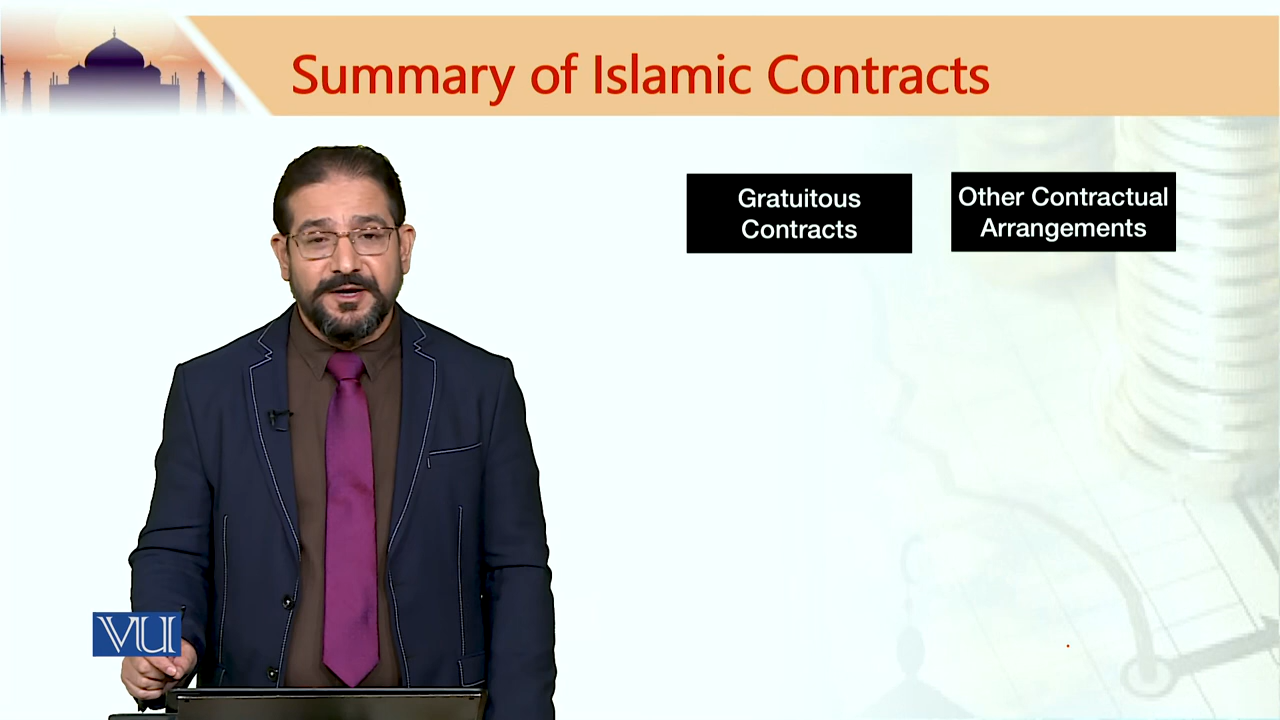 Summary of Islamic Contracts
Gratuitous
Contracts
Other Contractual
Arrangements
VU